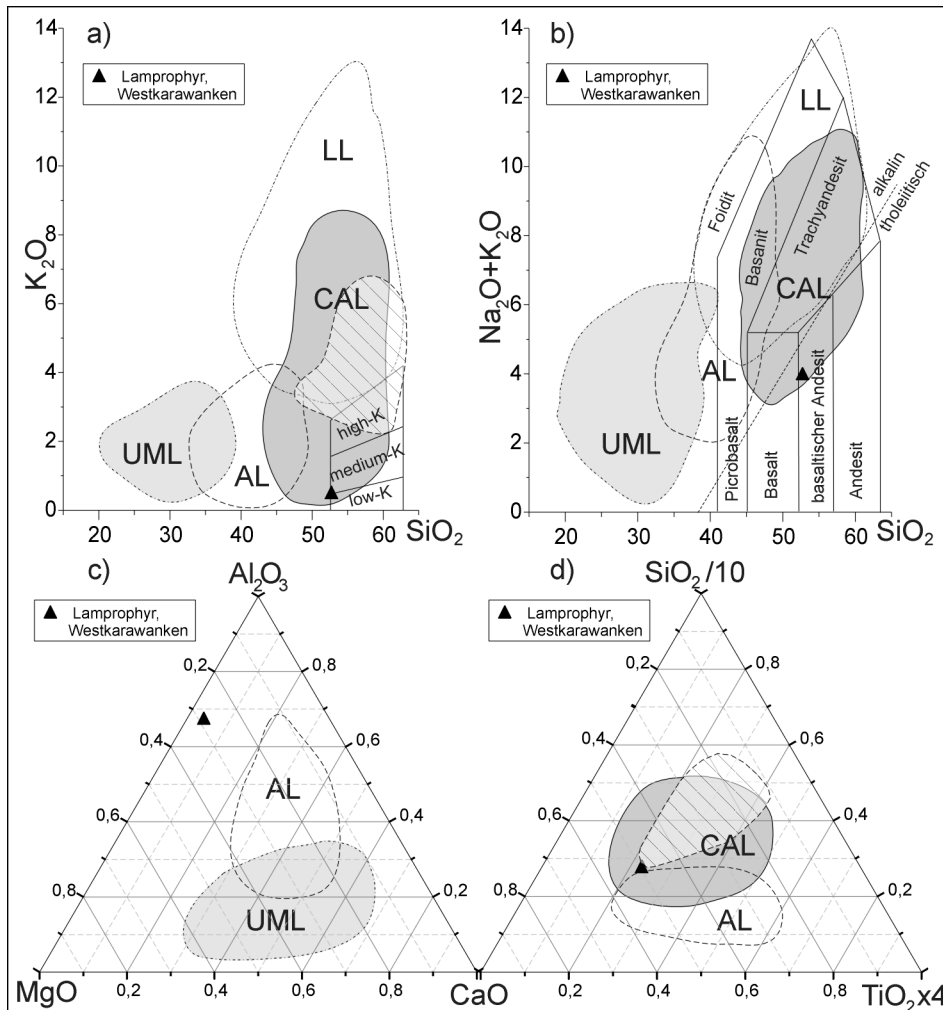 a)
▲ Lamprophyr,
Westkarawanken
K₂O
14
12
10
8
6
4
2
0
LL
CAL
UML
AL
high-K
medium-K
low-K
20
30
40
50
60
SiO₂
b)
▲ Lamprophyr,
Westkarawanken
Na₂O+K₂O
14
12
10
8
6
4
2
0
LL
CAL
AL
UML
Foidit
Basanit
Trachyandesit
alkalin
tholeiitisch
Picrobasalt
Basalt
basaltischer Andesit
Andesit
20
30
40
50
60
SiO₂
c)
Al₂O₃
▲ Lamprophyr,
Westkarawanken
0,2
0,8
0,4
0,6
0,6
0,4
0,8
0,2
AL
UML
MgO
0,2
0,4
0,6
0,8
CaO
d)
SiO₂/10
▲ Lamprophyr,
Westkarawanken
0,2
0,8
0,4
0,6
0,6
0,4
0,8
0,2
CAL
AL
0,2
0,4
0,6
0,8
TiO₂x4